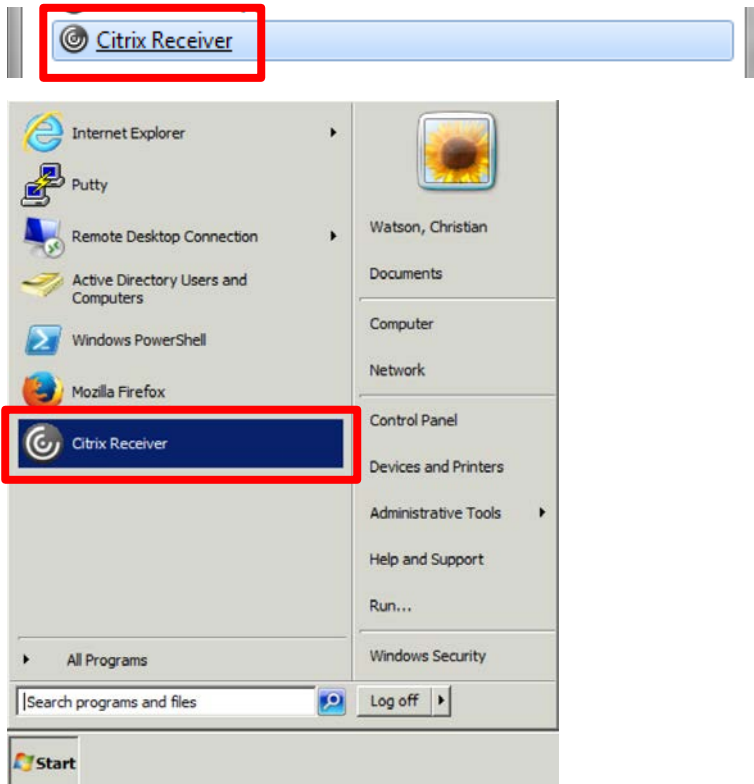 Citrix Receiver
Internet Explorer
Putty
Remote Desktop Connection
Active Directory Users and
Computers
Windows PowerShell
Mozilla Firefox
Citrix Receiver
All Programs
Search programs and files
Watson, Christian
Documents
Computer
Network
Control Panel
Devices and Printers
Administrative Tools
Help and Support
Run...
Windows Security
Log off
Start